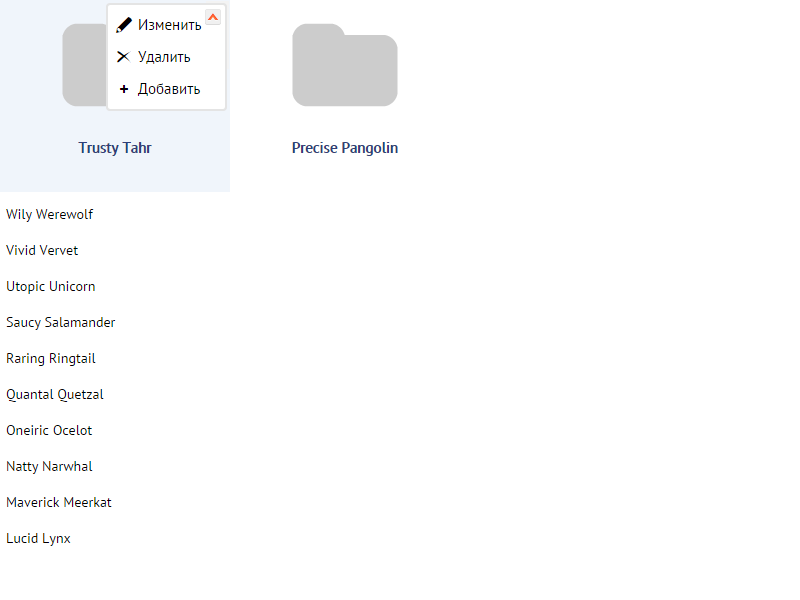 Изменить
Удалить
Добавить
Trusty Tahr
Precise Pangolin
Wily Werewolf
Vivid Vervet
Utopic Unicorn
Saucy Salamander
Raring Ringtail
Quantal Quetzal
Oneiric Ocelot
Natty Narwhal
Maverick Meerkat
Lucid Lynx